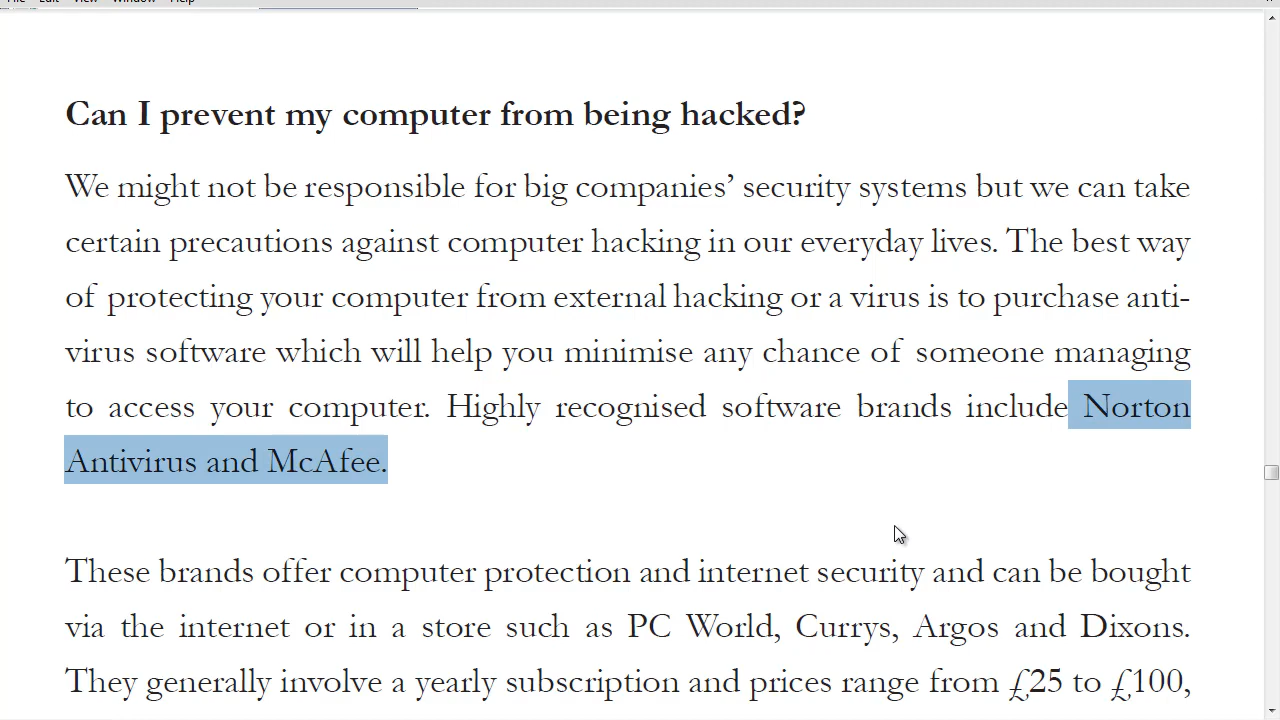 File Edit View Window Help
Can I prevent my computer from being hacked?
We might not be responsible for big companies’ security systems but we can take
certain precautions against computer hacking in our everyday lives. The best way
of protecting your computer from external hacking or a virus is to purchase anti-
virus software which will help you minimise any chance of someone managing
to access your computer. Highly recognised software brands include Norton
Antivirus and McAfee.
These brands offer computer protection and internet security and can be bought
via the internet or in a store such as PC World, Currys, Argos and Dixons.
They generally involve a yearly subscription and prices range from £25 to £100,